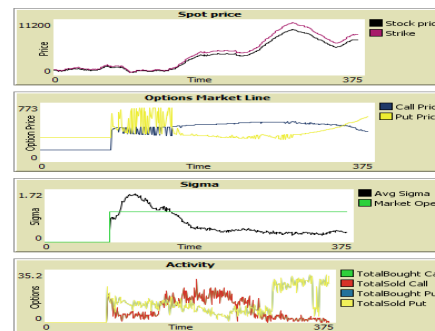 Spot price
11200
Price
0
0
Time
375
Stock pric
Strike
Options Market Line
773
Option Price
0
0
Time
375
Call Pric
Put Pric
Sigma
1.72
Sigma
0
0
Time
375
Avg Sigma
Market Ope
Activity
35.2
Options
0
0
Time
375
TotalBought Ca
TotalSold Call
TotalBought Pu
TotalSold Put